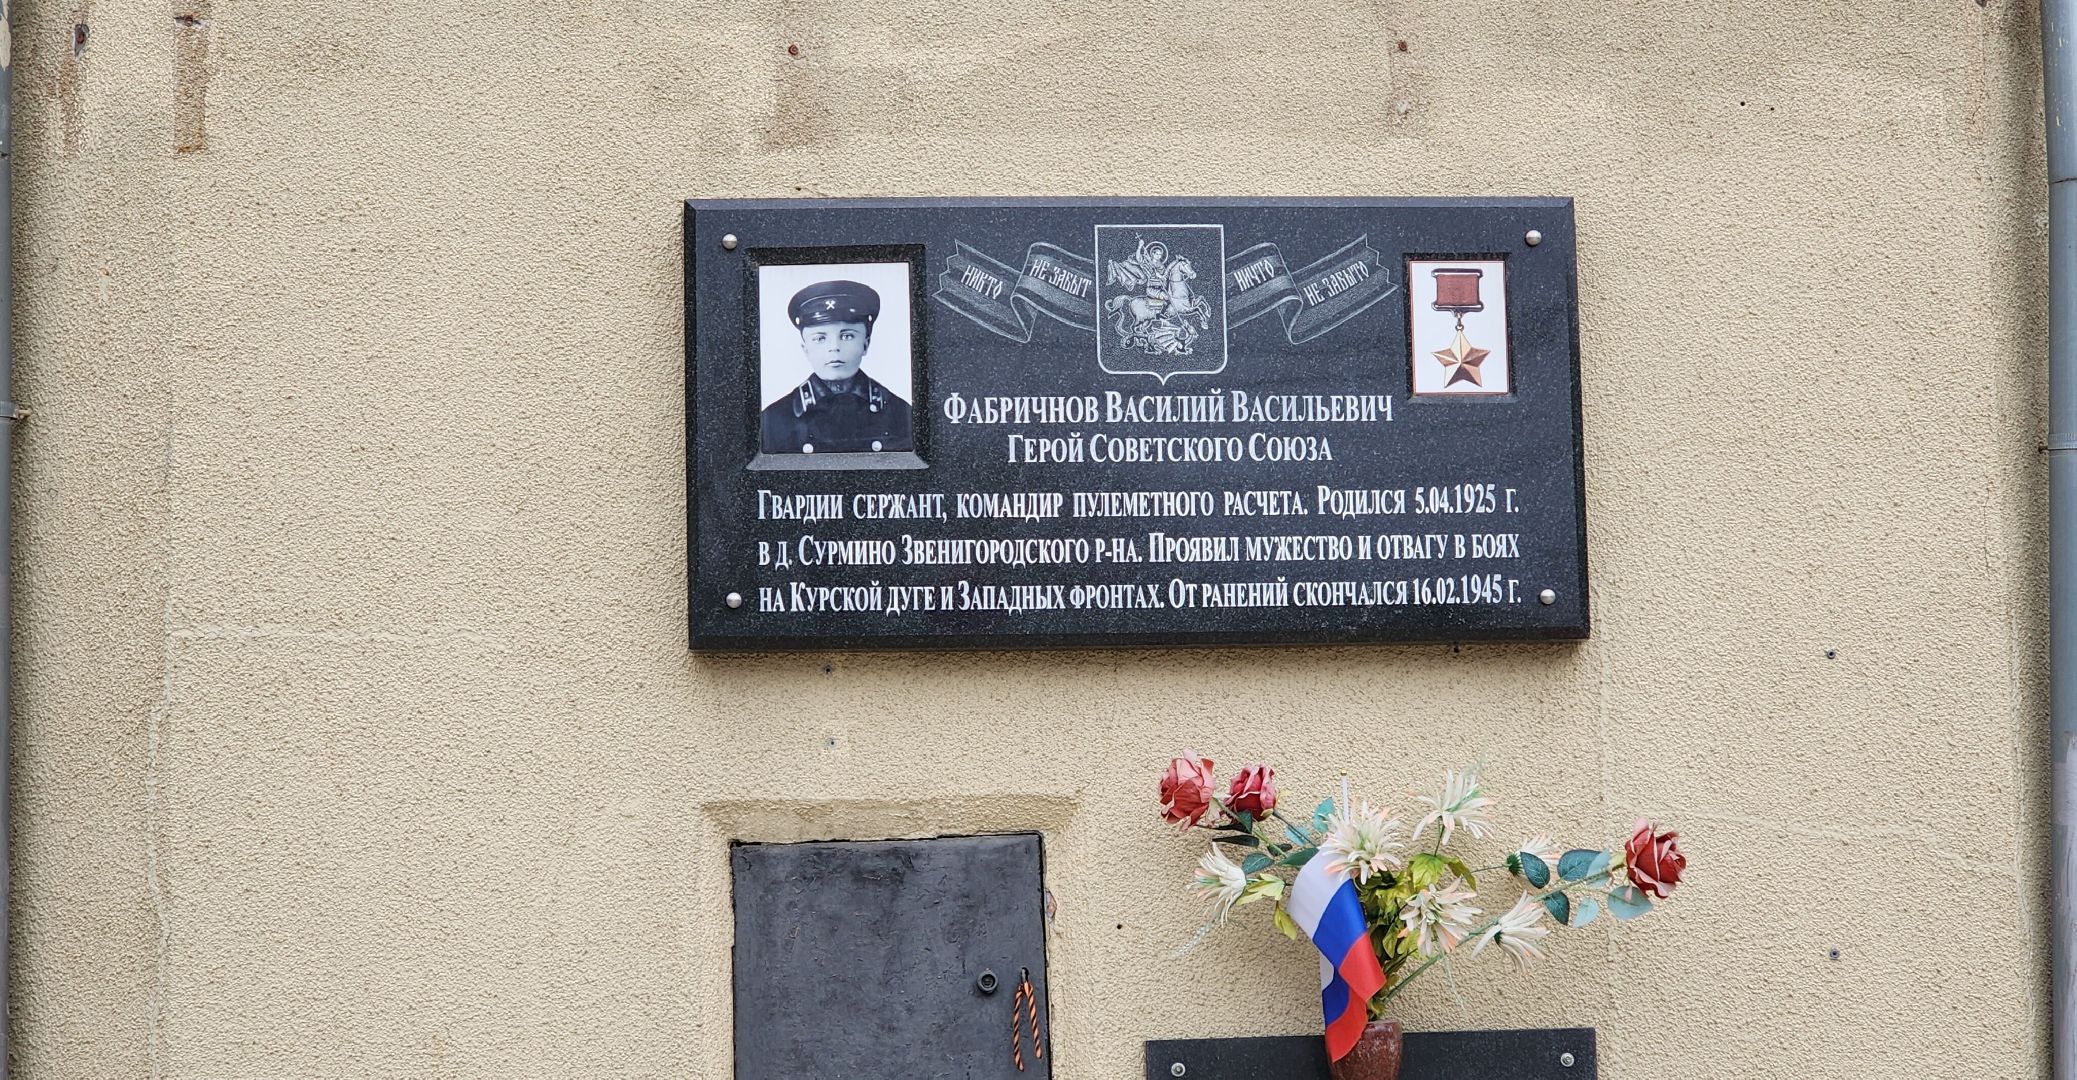 НИКТО НЕ ЗАБЫТ НИЧТО НЕ ЗАБЫТО
ФАБРИЧНОВ ВАСИЛИЙ ВАСИЛЬЕВИЧ
ГЕРОЙ СОВЕТСКОГО СОЮЗА
ГВАРДИИ СЕРЖАНТ, КОМАНДИР ПУЛЕМЕТНОГО РАСЧЕТА. РОДИЛСЯ 5.04.1925 Г.
В Д. СУРМИНО ЗВЕНИГОРОДСКОГО Р-НА. ПРОЯВИЛ МУЖЕСТВО И ОТВАГУ В БОЯХ
НА КУРСКОЙ ДУГЕ И ЗАПАДНЫХ ФРОНТАХ. ОТ РАНЕНИЙ СКОНЧАЛСЯ 16.02.1945 Г.